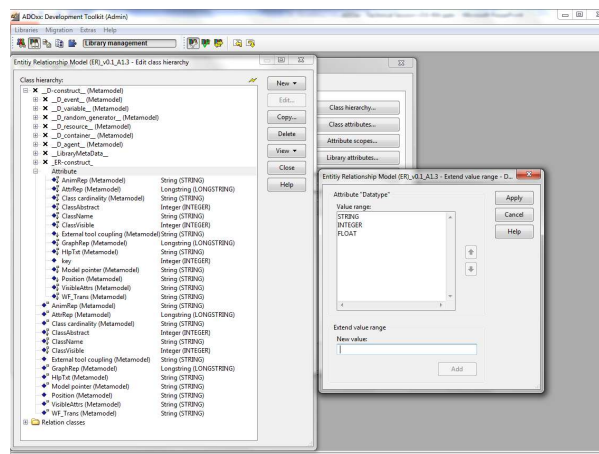 ADOxx: Development Toolkit (Admin)
Libraries Migration Extras Help
Library management
Entity Relationship Model (ER)_v0.1_A1.3 - Edit class hierarchy
Class hierarchy:
__D-construct__ (Metamodel)
__D_event__ (Metamodel)
__D_variable__ (Metamodel)
__D_random_generator__ (Metamodel)
__D_resource__ (Metamodel)
__D_container__ (Metamodel)
__D_agent__ (Metamodel)
__LibraryMetaData__
_ER-construct_
Attribute
AnimRep (Metamodel) String (STRING)
AttrRep (Metamodel) Longstring (LONGSTRING)
Class cardinality (Metamodel) String (STRING)
ClassAbstract Integer (INTEGER)
ClassName String (STRING)
ClassVisible Integer (INTEGER)
External tool coupling (Metamodel) String (STRING)
GraphRep (Metamodel) Longstring (LONGSTRING)
HlpTxt (Metamodel) String (STRING)
key Integer (INTEGER)
Model pointer (Metamodel) String (STRING)
Position (Metamodel) String (STRING)
VisibleAttrs (Metamodel) String (STRING)
WF_Trans (Metamodel) String (STRING)
AnimRep (Metamodel) String (STRING)
AttrRep (Metamodel) Longstring (LONGSTRING)
Class cardinality (Metamodel) String (STRING)
ClassAbstract Integer (INTEGER)
ClassName String (STRING)
ClassVisible Integer (INTEGER)
External tool coupling (Metamodel) String (STRING)
GraphRep (Metamodel) Longstring (LONGSTRING)
HlpTxt (Metamodel) String (STRING)
Model pointer (Metamodel) String (STRING)
Position (Metamodel) String (STRING)
VisibleAttrs (Metamodel) String (STRING)
WF_Trans (Metamodel) String (STRING)
Relation classes
New
Edit...
Copy...
Delete
View
Close
Help
Class hierarchy...
Class attributes...
Attribute scopes...
Library attributes...
Entity Relationship Model (ER)_v0.1_A1.3 - Extend value range - D...
Attribute "Datatype"
Value range:
STRING
INTEGER
FLOAT
Apply
Cancel
Help
Extend value range
New value:
Add